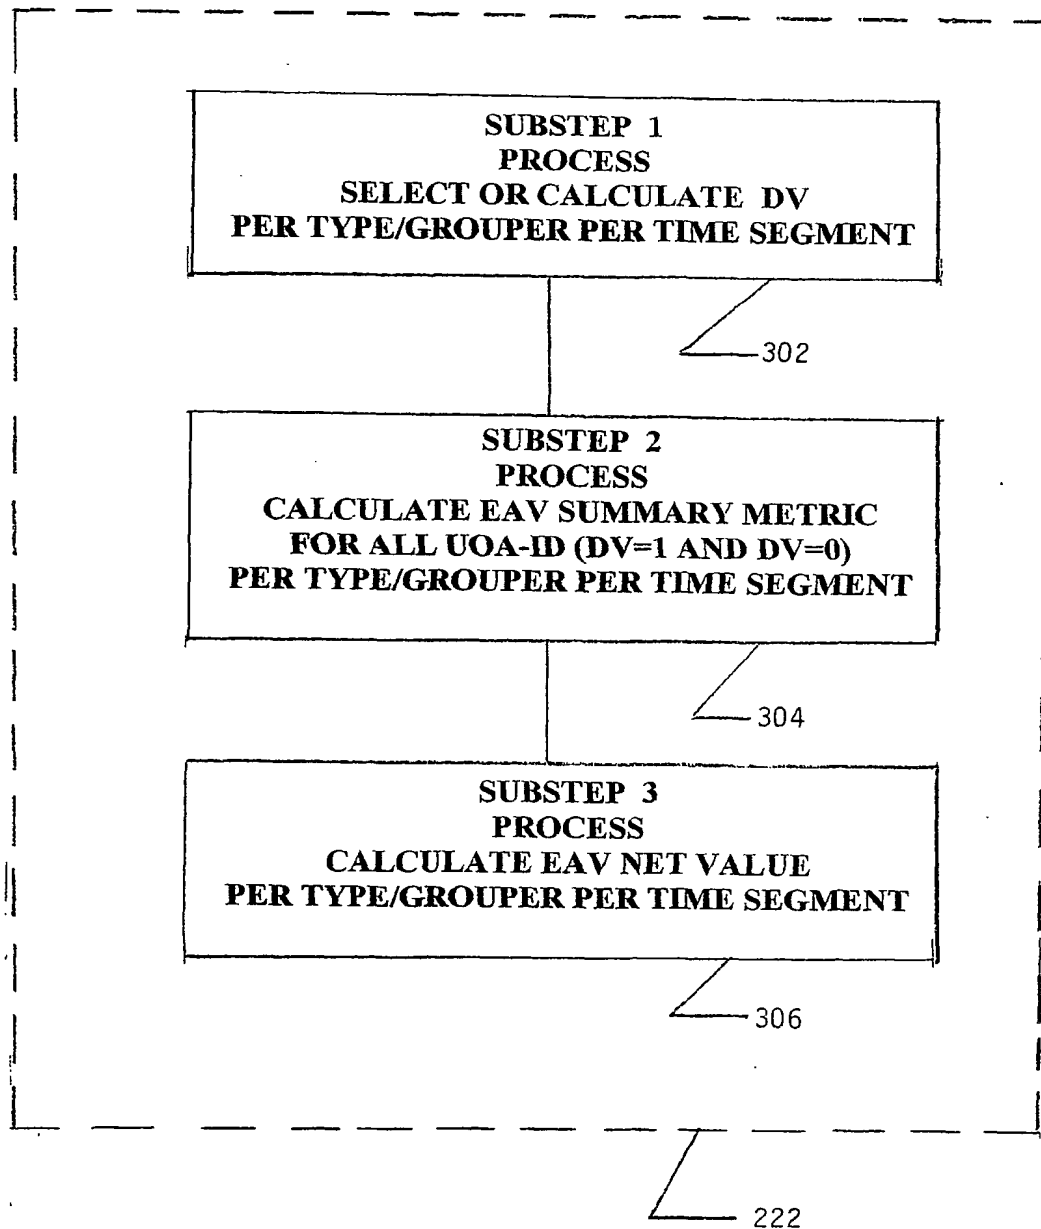 SUBSTEP 1
PROCESS
SELECT OR CALCULATE DV
PER TYPE/GROUPER PER TIME SEGMENT
302
SUBSTEP 2
PROCESS
CALCULATE EAV SUMMARY METRIC
FOR ALL UOA-ID (DV=1 AND DV=0)
PER TYPE/GROUPER PER TIME SEGMENT
304
SUBSTEP 3
PROCESS
CALCULATE EAV NET VALUE
PER TYPE/GROUPER PER TIME SEGMENT
306
222